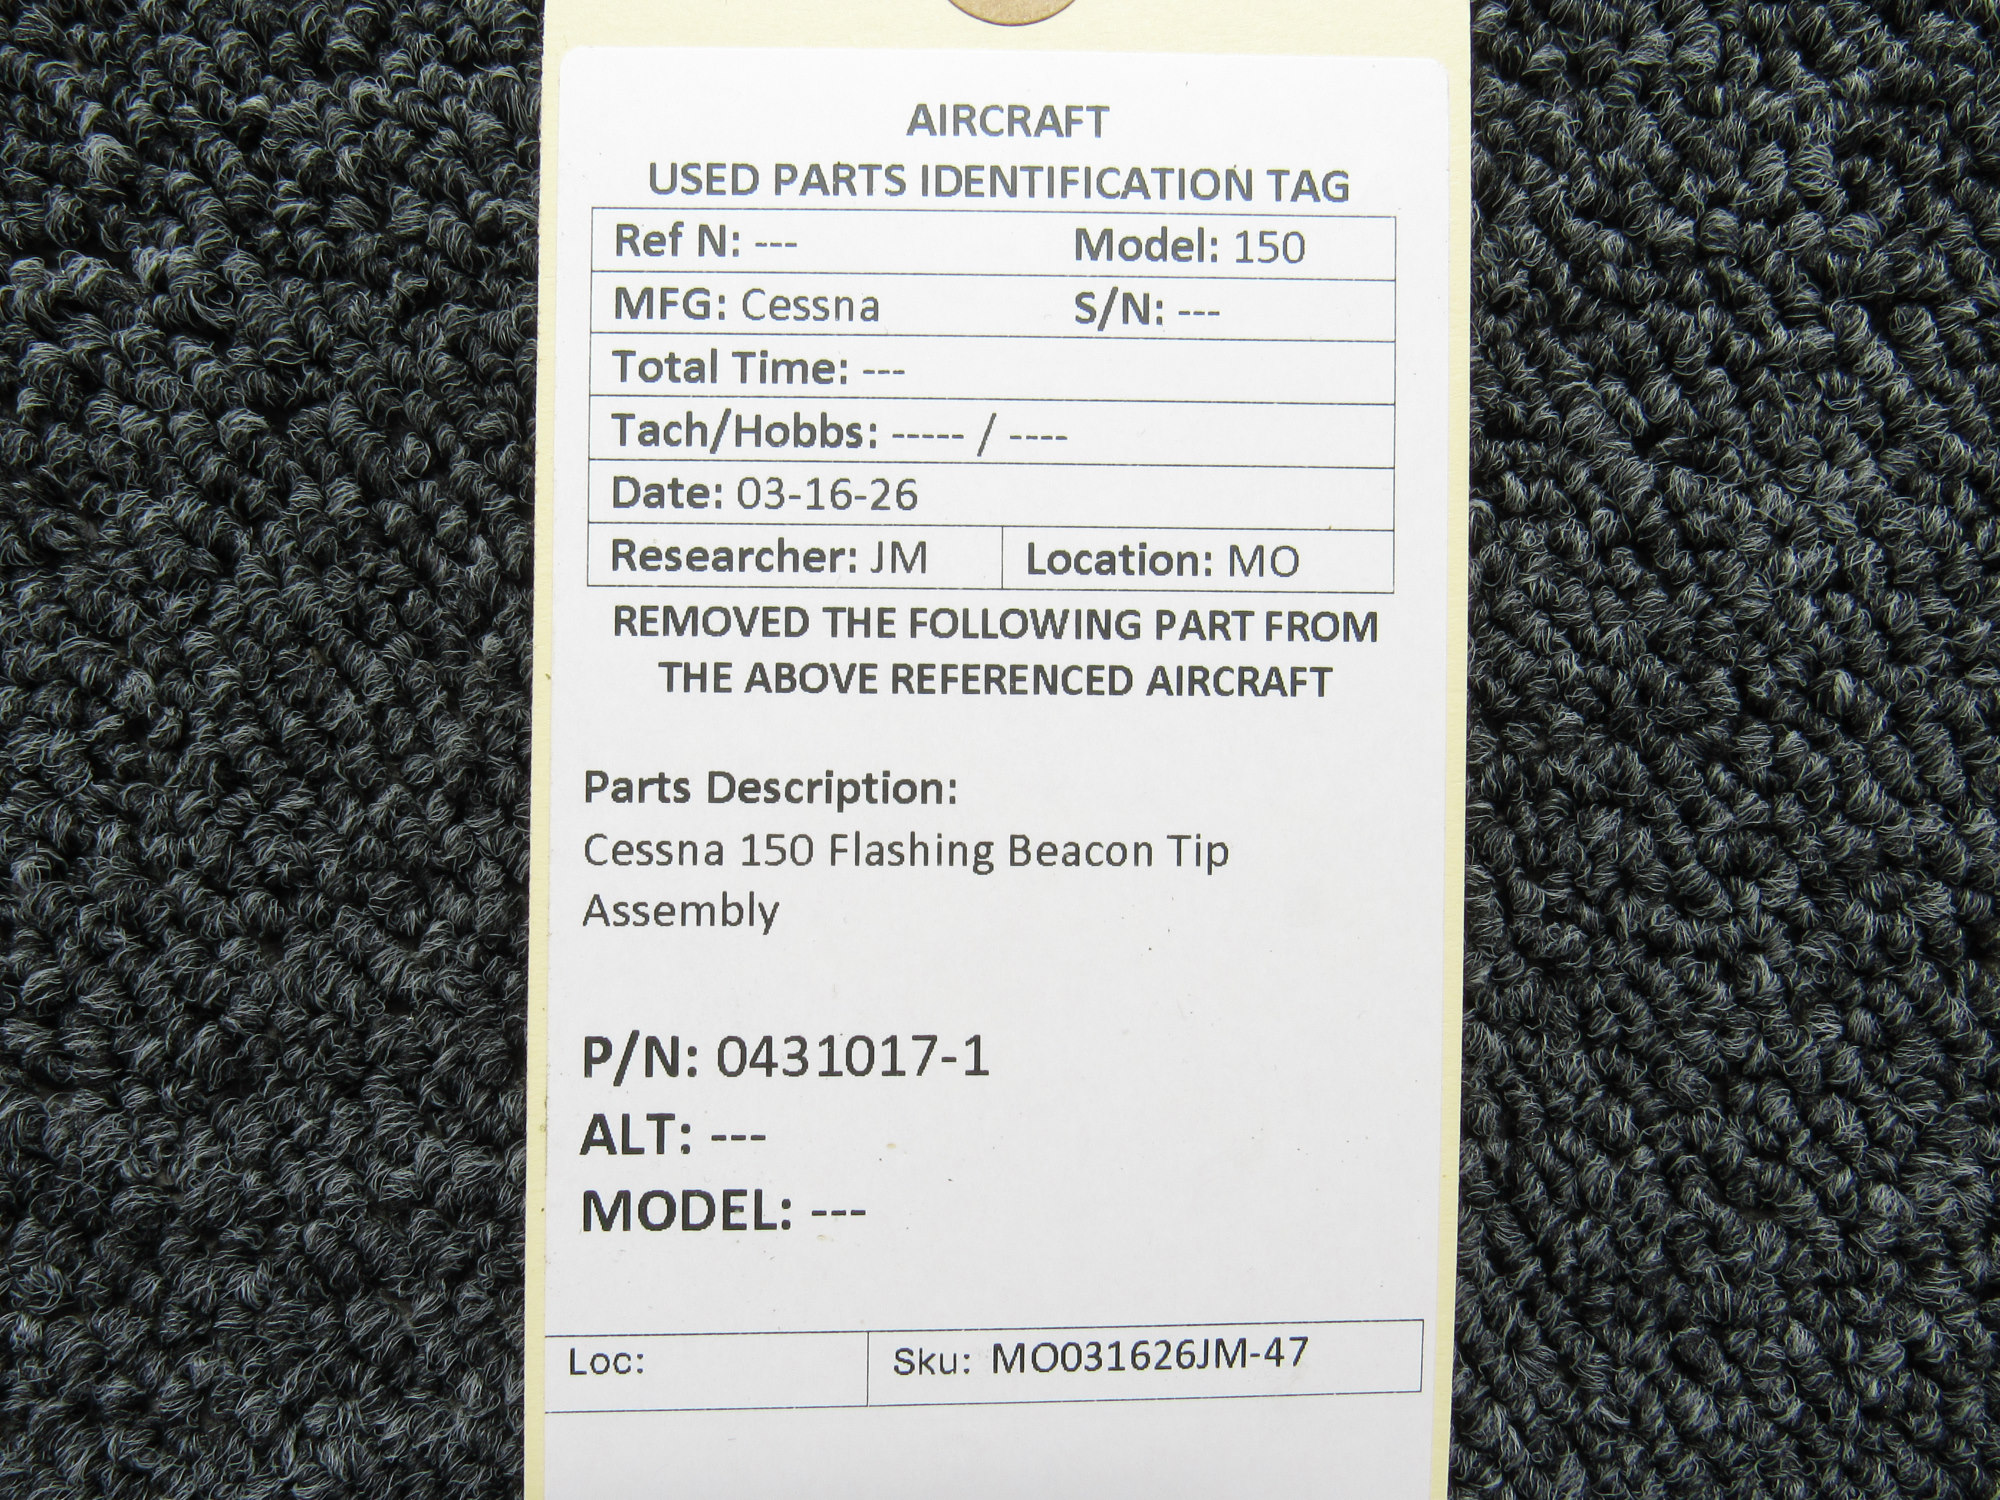 AIRCRAFT
USED PARTS IDENTIFICATION TAG
Ref N: --- Model: 150
MFG: Cessna S/N: ---
Total Time: ---
Tach/Hobbs: ----- / ----
Date: 03-16-26
Researcher: JM Location: MO
REMOVED THE FOLLOWING PART FROM
THE ABOVE REFERENCED AIRCRAFT
Parts Description:
Cessna 150 Flashing Beacon Tip
Assembly
P/N: 0431017-1
ALT: ---
MODEL: ---
Loc: Sku: MO031626JM-47